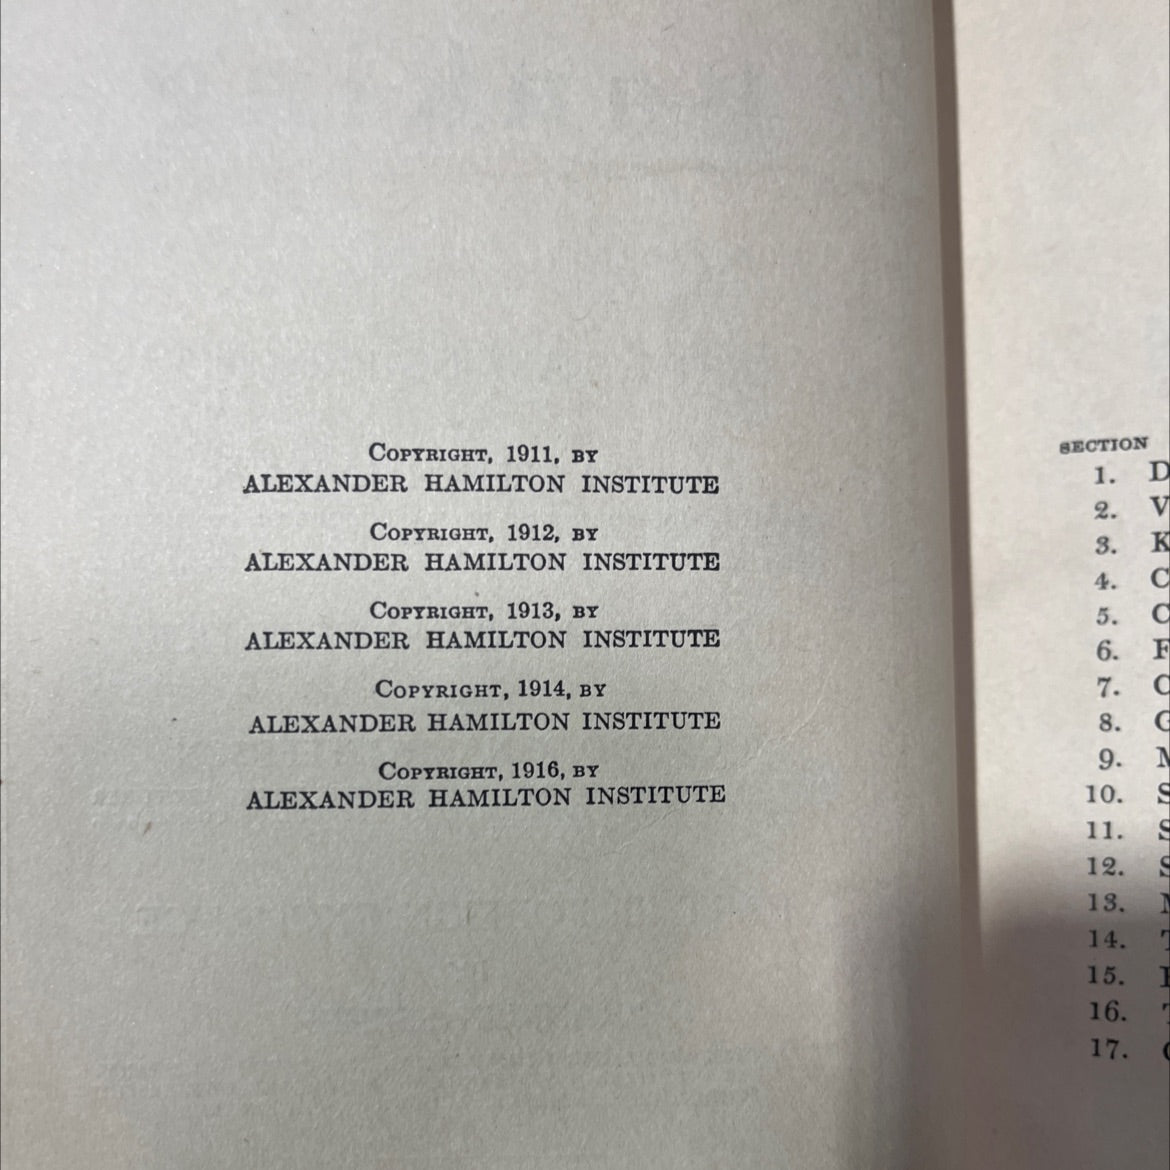 COPYRIGHT, 1911, BY
ALEXANDER HAMILTON INSTITUTE
COPYRIGHT, 1912, BY
ALEXANDER HAMILTON INSTITUTE
COPYRIGHT, 1913, BY
ALEXANDER HAMILTON INSTITUTE
COPYRIGHT, 1914, BY
ALEXANDER HAMILTON INSTITUTE
COPYRIGHT, 1916, BY
ALEXANDER HAMILTON INSTITUTE
SECTION
1. D
2. V
3. K
4. C
5. C
6. F
7. C
8. G
9.
10. S
11. S
12. S
13.
14.
15.
16.
17.